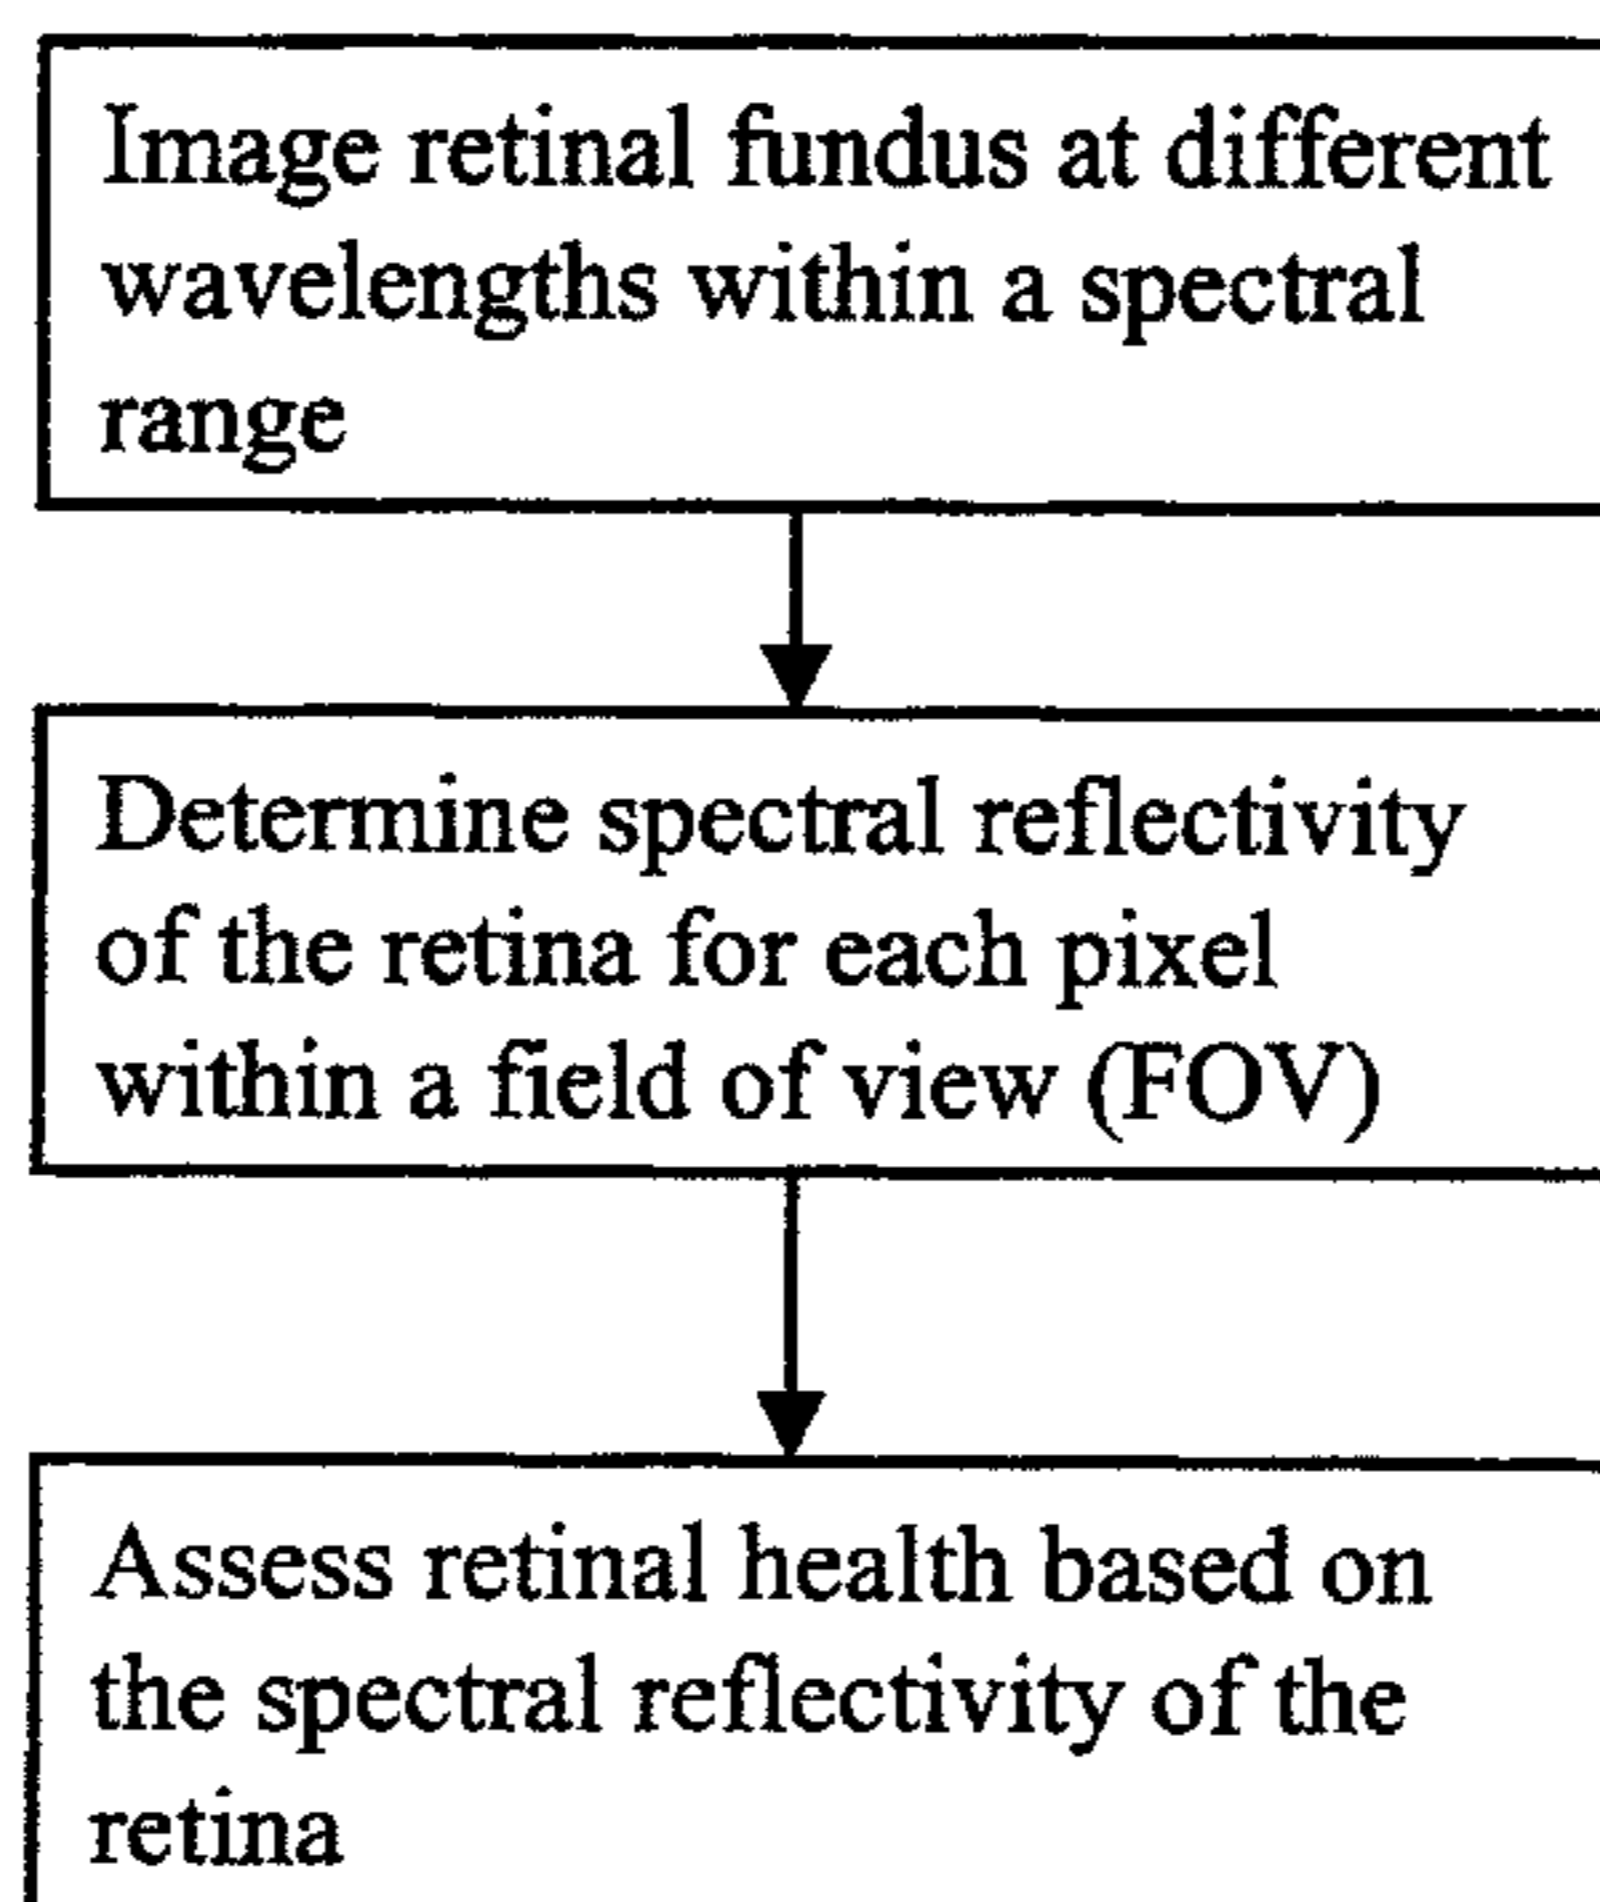 Image retinal fundus at different
wavelengths within a spectral
range
Determine spectral reflectivity
of the retina for each pixel
within a field of view (FOV)
Assess retinal health based on
the spectral reflectivity of the
retina